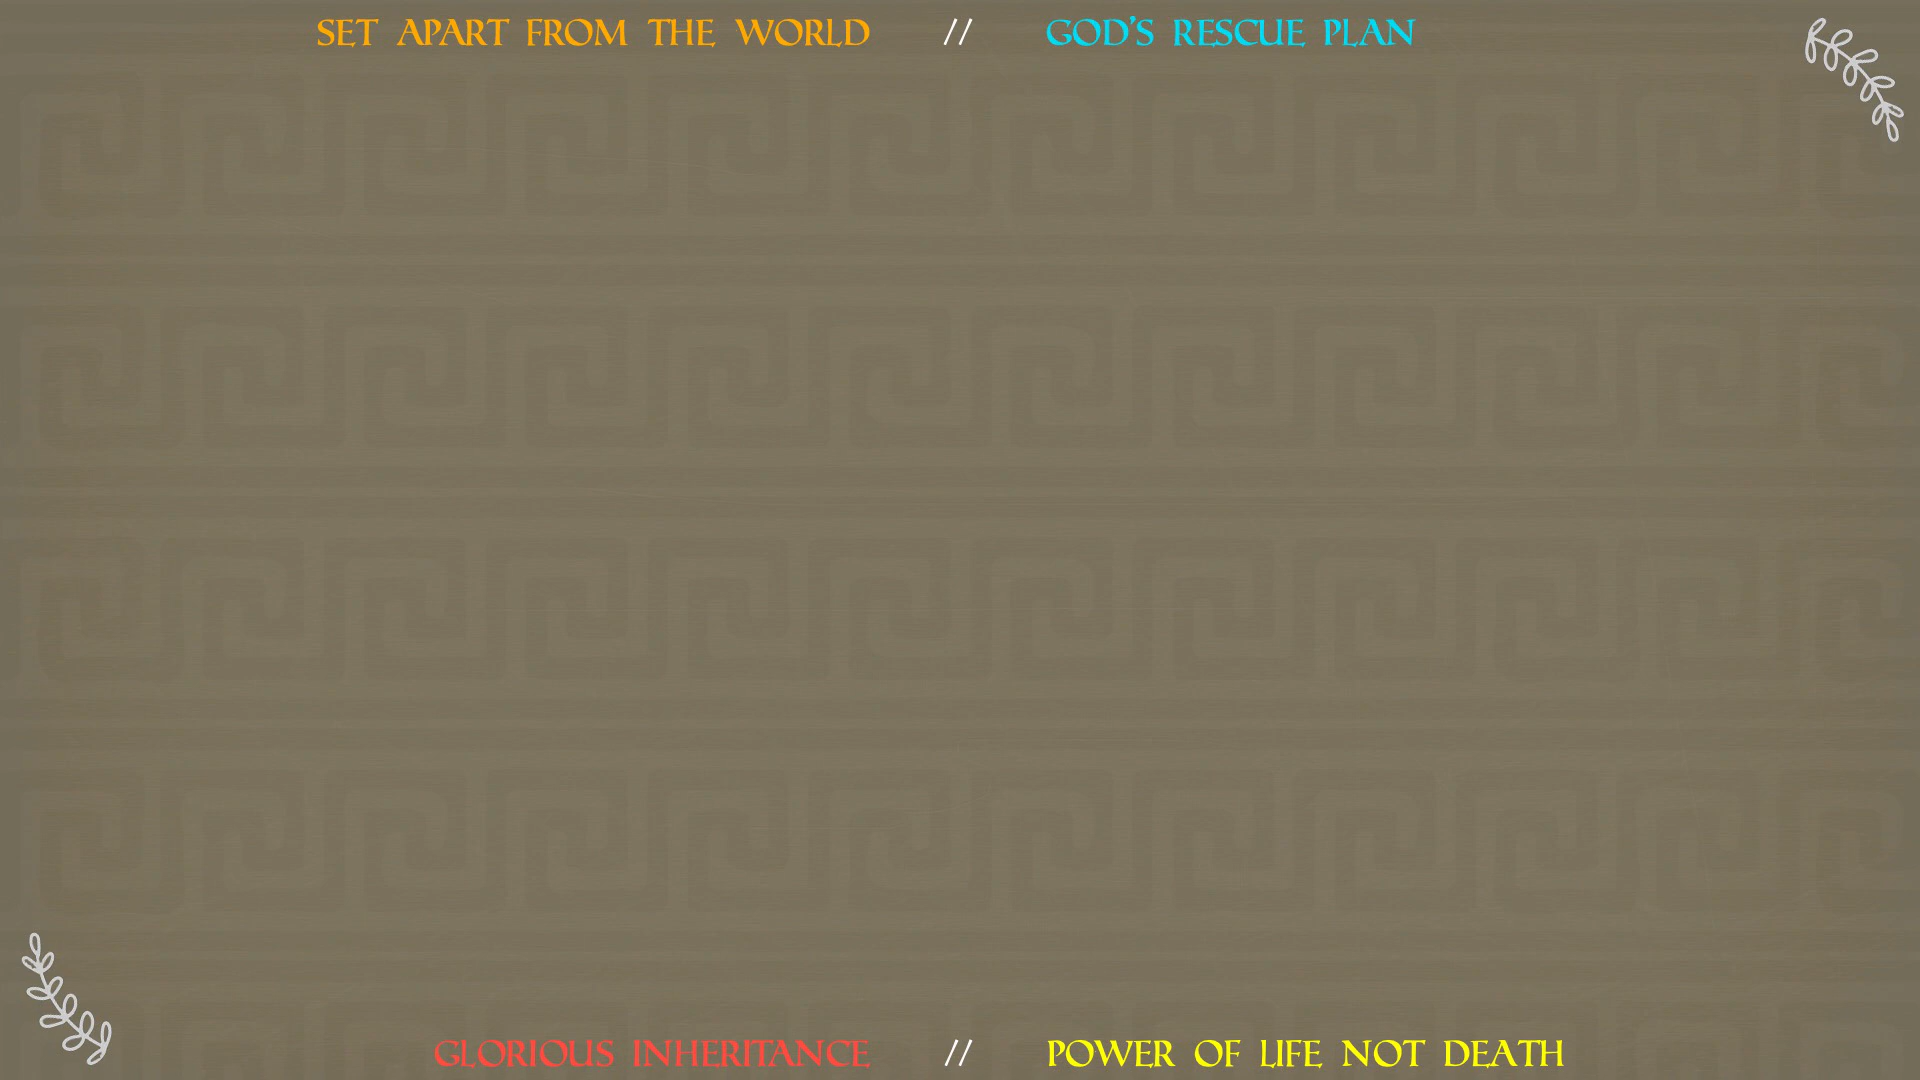 SET APART FROM THE WORLD // GOD'S RESCUE PLAN
GLORIOUS INHERITANCE // POWER OF LIFE NOT DEATH